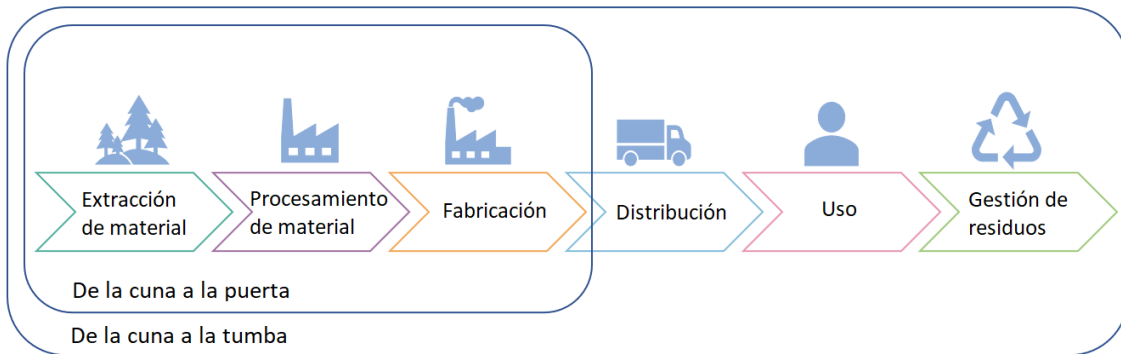 Extracción
de material
Procesamiento
de material
Fabricación
Distribución
Uso
Gestión de
residuos
De la cuna a la puerta
De la cuna a la tumba